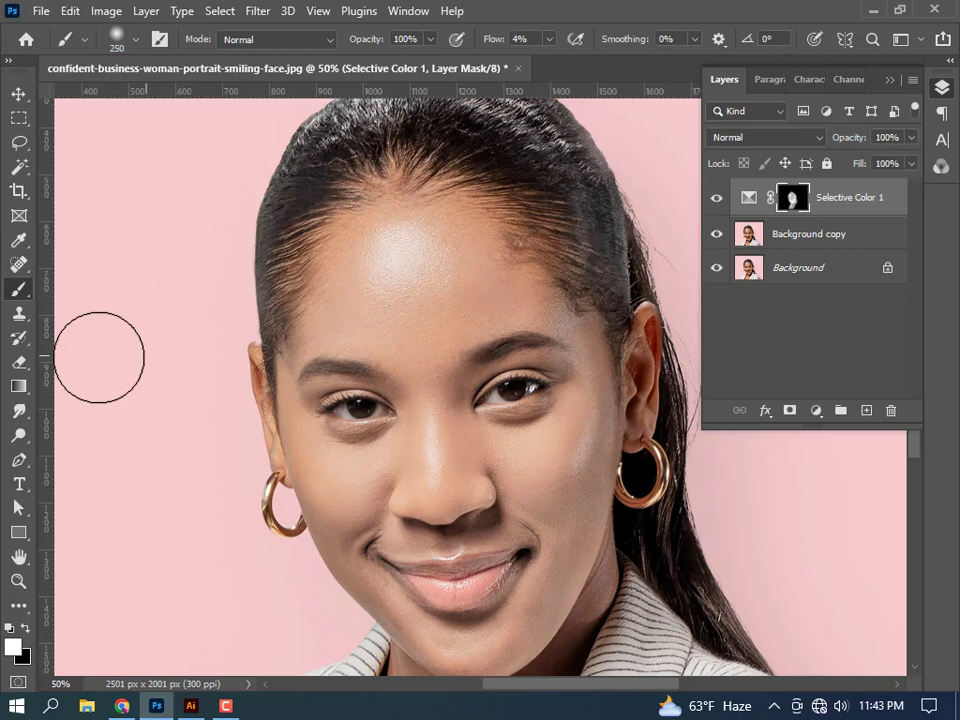 Ps File Edit Image Layer Type Select Filter 3D View Plugins Window Help
250 Mode: Normal Opacity: 100% Flow: 4% Smoothing: 0% 0°
confident-business-woman-portrait-smiling-face.jpg @ 50% (Selective Color 1, Layer Mask/8) * ×
400 600 700 800 900 1000 1100 1200 1300 1400 1500 1600
Layers Paragra Charac Channe
Kind
Normal Opacity: 100%
Lock: Fill: 100%
Selective Color 1
Background copy
Background
50% 2501 px x 2001 px (300 ppi)
Ps Ai C 63°F Haze 11:43 PM